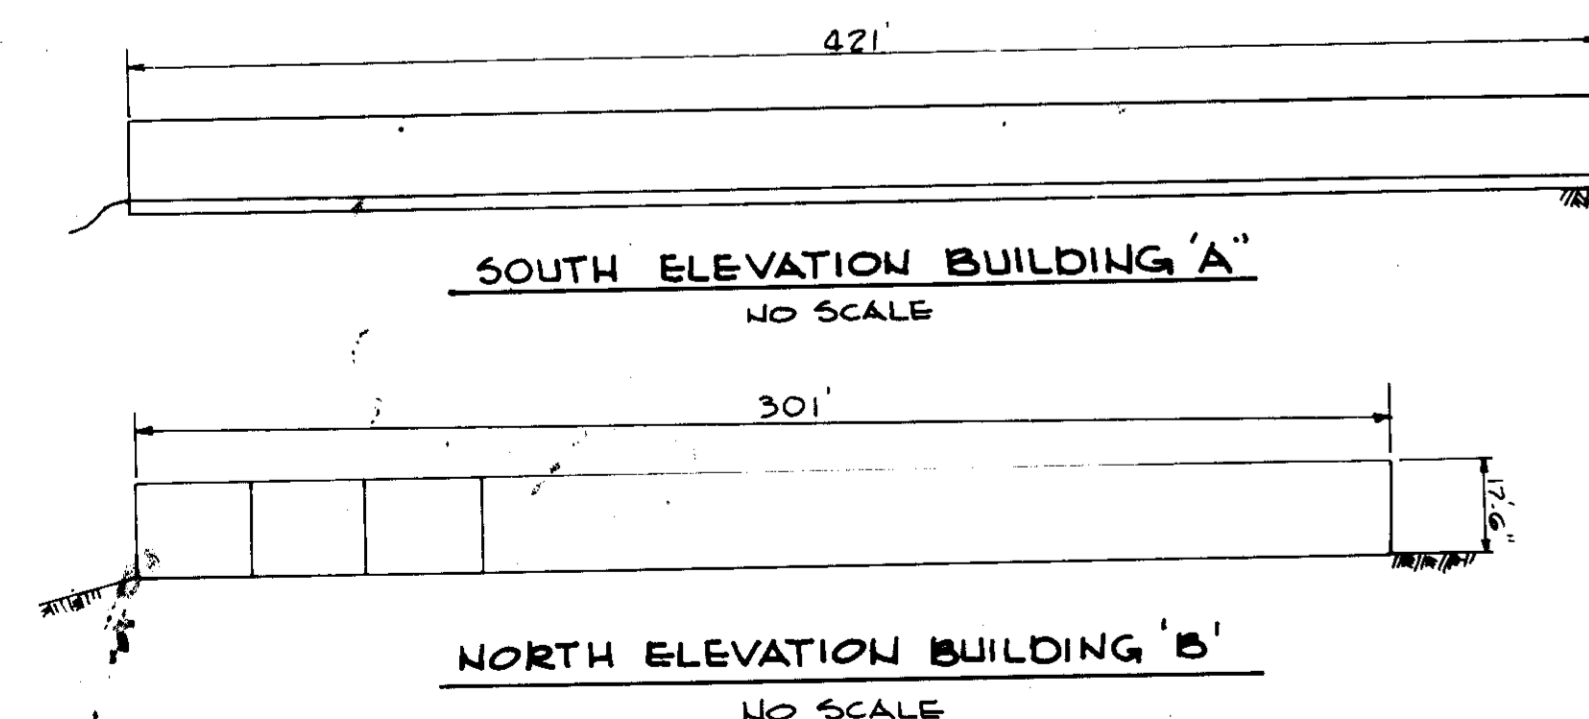 421'
SOUTH ELEVATION BUILDING 'A'
NO SCALE
301'
17'-6"
NORTH ELEVATION BUILDING 'B'
NO SCALE